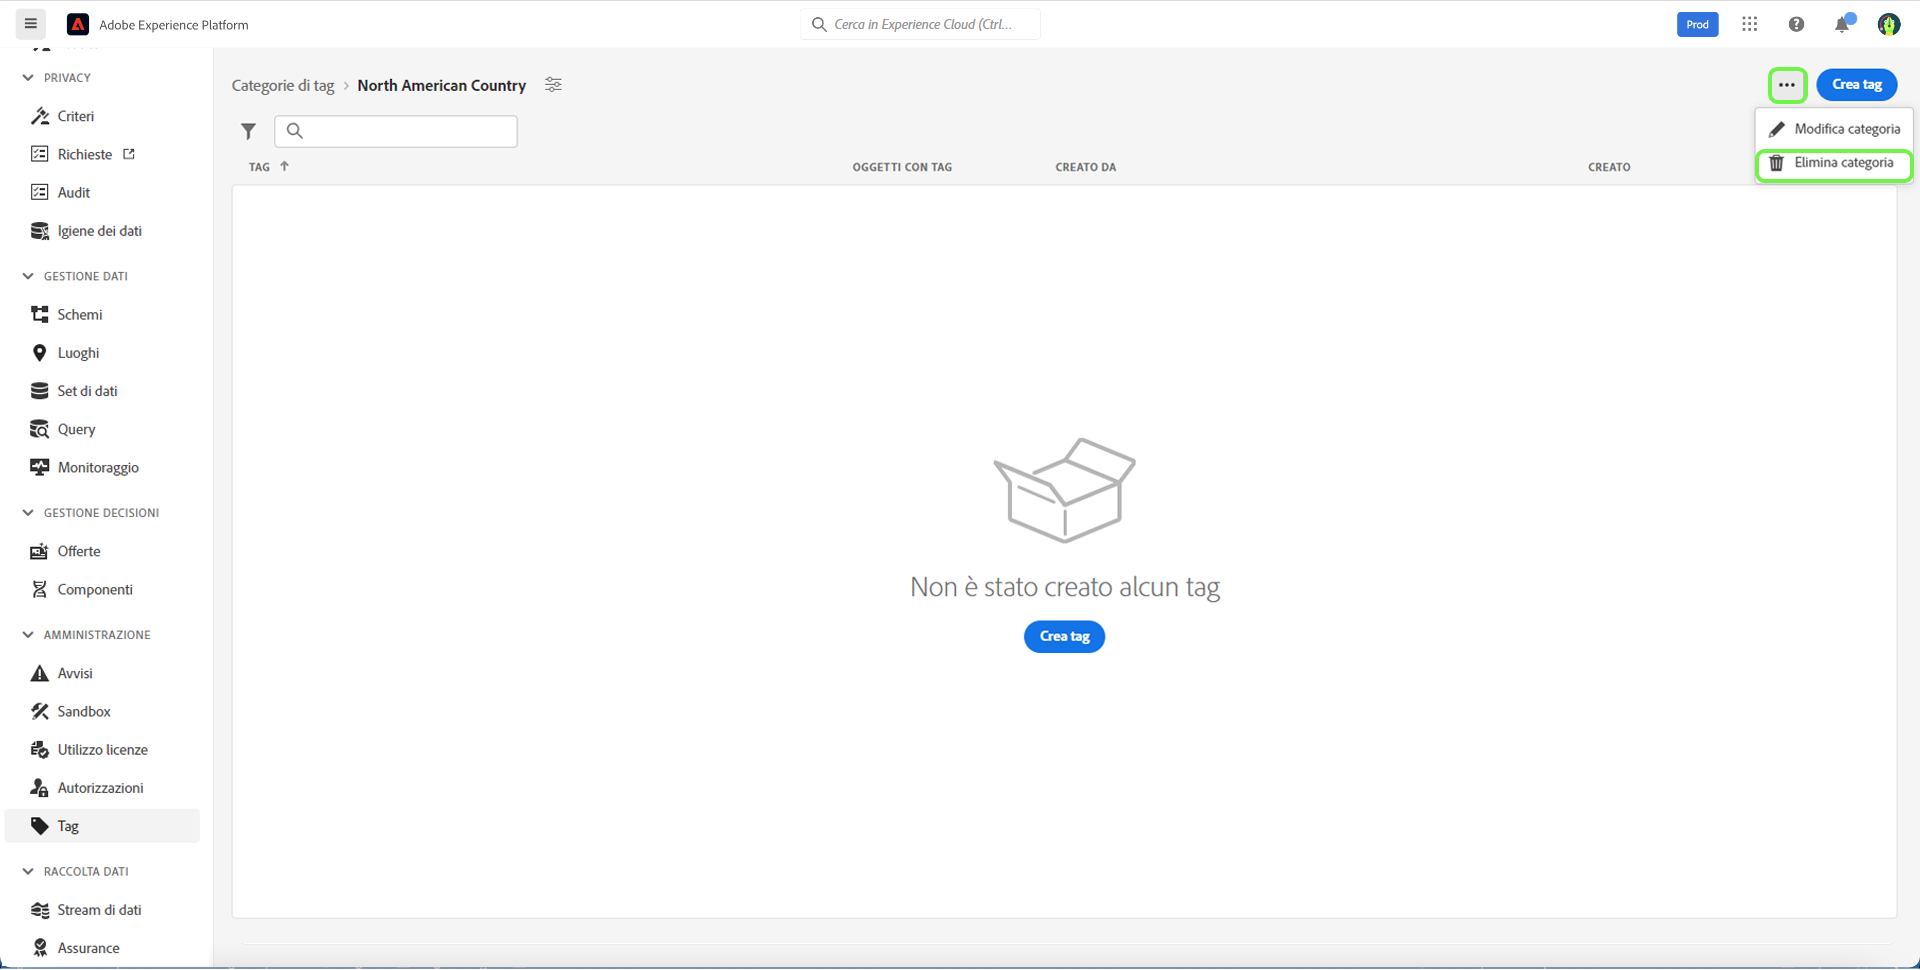 Adobe Experience Platform
Cerca in Experience Cloud (Ctrl...
Prod
PRIVACY
Criteri
Richieste
Audit
Igiene dei dati
GESTIONE DATI
Schemi
Luoghi
Set di dati
Query
Monitoraggio
GESTIONE DECISIONI
Offerte
Componenti
AMMINISTRAZIONE
Avvisi
Sandbox
Utilizzo licenze
Autorizzazioni
Tag
RACCOLTA DATI
Stream di dati
Assurance
Categorie di tag > North American Country
Crea tag
Modifica categoria
Elimina categoria
TAG OGGETTI CON TAG CREATO DA CREATO
Non è stato creato alcun tag
Crea tag